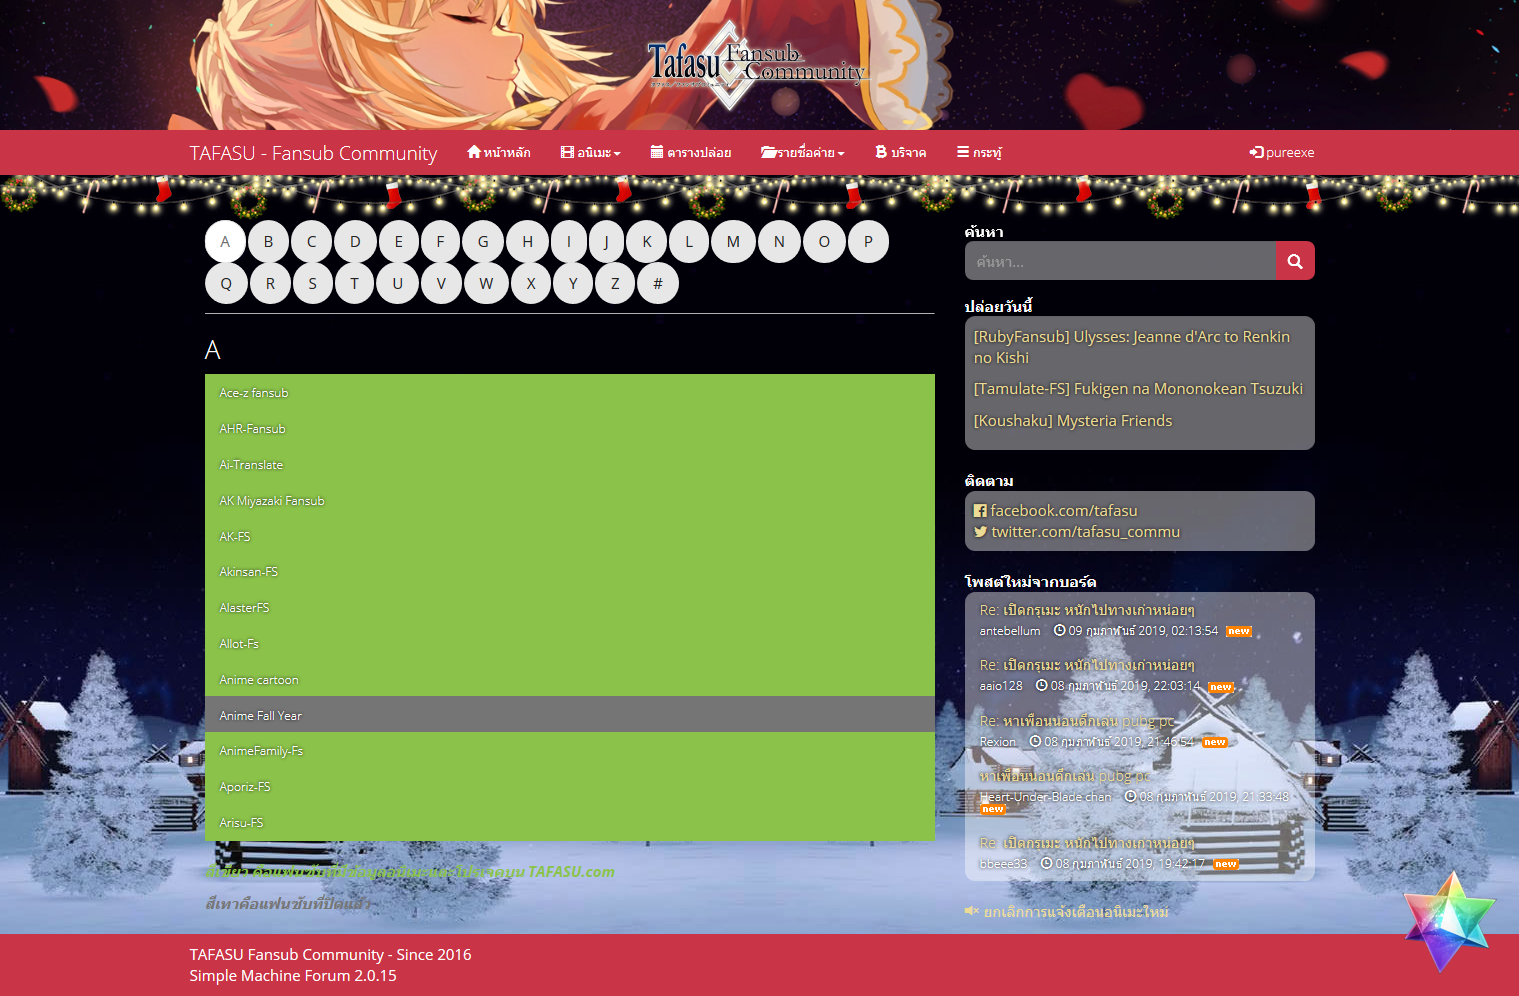 Tafasu Fansub Community
TAFASU - Fansub Community
หน้าหลัก
อนิเมะ
ตารางปล่อย
รายชื่อค่าย
บริจาค
กระทู้
pureexe
A B C D E F G H I J K L M N O P
Q R S T U V W X Y Z #
A
Ace-z fansub
AHR-Fansub
Ai-Translate
AK Miyazaki Fansub
AK-FS
Akinsan-FS
AlasterFS
Allot-Fs
Anime cartoon
Anime Fall Year
AnimeFamily-Fs
Aporiz-FS
Arisu-FS
สีเขียว คือแฟนซับที่มี TAFASU.com
สีเทาคือแฟนซับที่ปิดแล้ว
ค้นหา
ค้นหา...
ปล่อยวันนี้
[RubyFansub] Ulysses: Jeanne d'Arc to Renkin
no Kishi
[Tamulate-FS] Fukigen na Mononokean Tsuzuki
[Koushaku] Mysteria Friends
ติดตาม
facebook.com/tafasu
twitter.com/tafasu_commu
โพสต์ใหม่จากบอร์ด
Re: เปิดกรุเมะ หนักไปทางเก่าหน่อยๆ
antebellum 09 กุมภาพันธ์ 2019, 02:13:54 new
Re: เปิดกรุเมะ หนักไปทางเก่าหน่อยๆ
aaio128 08 กุมภาพันธ์ 2019, 22:03:14 new
Re: หาเพื่อนนอนดึกเล่น pubg pc
Rexion 08 กุมภาพันธ์ 2019, 21:46:54 new
หาเพื่อนนอนดึกเล่น pubg pc
Heart-Under-Blade chan 08 กุมภาพันธ์ 2019, 21:33:48
new
Re: เปิดกรุเมะ หนักไปทางเก่าหน่อยๆ
bbeee33 08 กุมภาพันธ์ 2019, 19:42:17 new
ยกเลิกการแจ้งเตือนอนิเมะใหม่
TAFASU Fansub Community - Since 2016
Simple Machine Forum 2.0.15